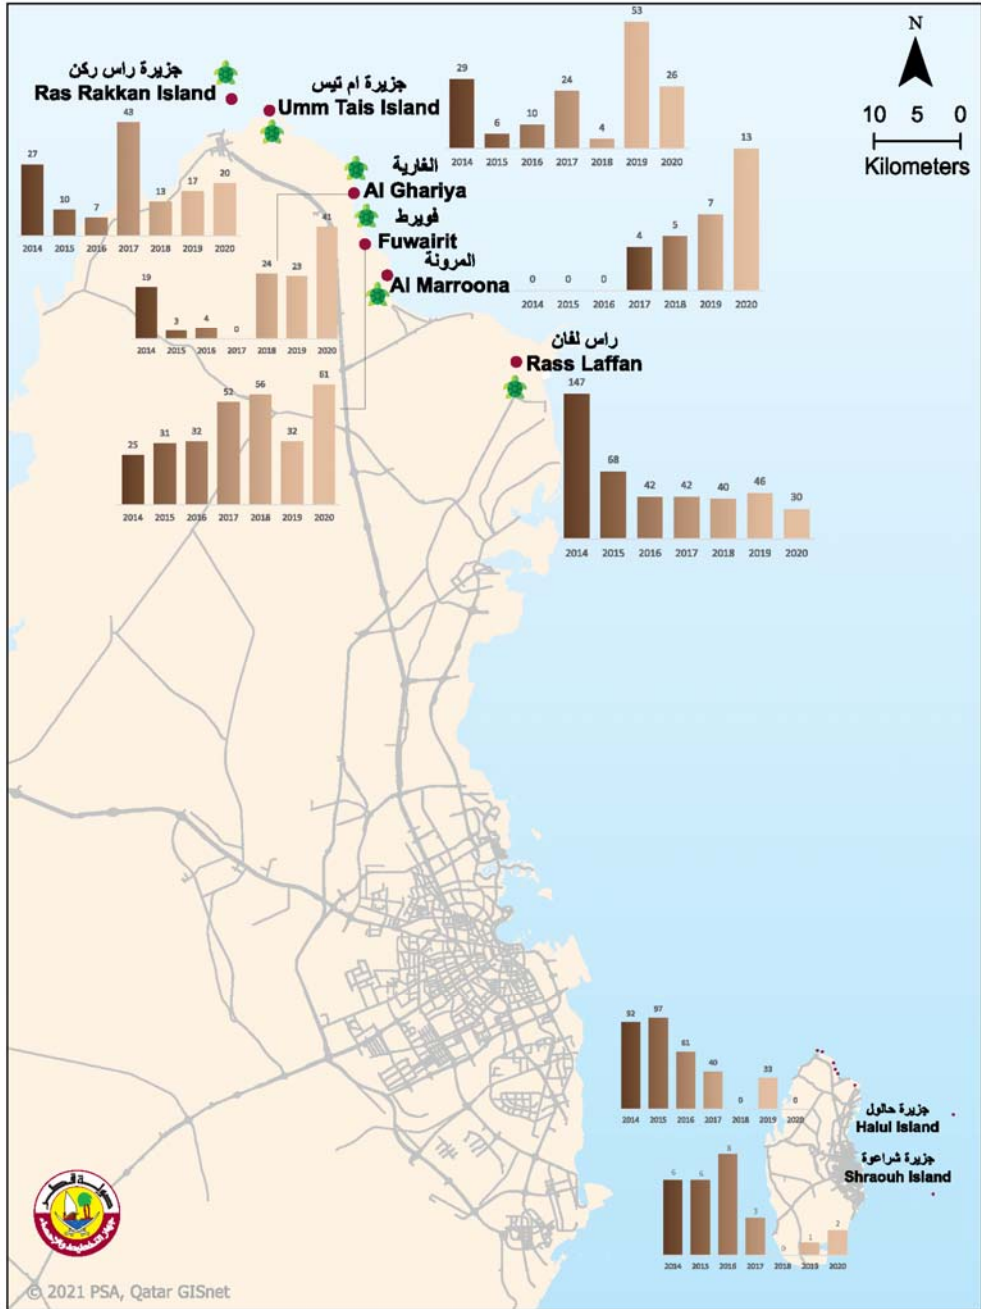 N
10 5 0
Kilometers
جزيرة راس ركن
Ras Rakkan Island
جزيرة ام تيس
Umm Tais Island
الغارية
Al Ghariya
فويرط
Fuwairit
المرونة
Al Marroona
راس لفان
Rass Laffan
27 10 7 43 13 17 20
2014 2015 2016 2017 2018 2019 2020
29 6 10 24 4 53 26
2014 2015 2016 2017 2018 2019 2020
19 3 4 0 24 23 41
2014 2015 2016 2017 2018 2019 2020
0 0 0 4 5 7 13
2014 2015 2016 2017 2018 2019 2020
25 31 32 52 56 32 61
2014 2015 2016 2017 2018 2019 2020
147 68 42 42 40 46 30
2014 2015 2016 2017 2018 2019 2020
92 97 61 40 0 33 0
2014 2015 2016 2017 2018 2019 2020
جزيرة حالول
Halul Island
جزيرة شراعوة
Shraouh Island
6 6 8 3 0 1 2
2014 2015 2016 2017 2018 2019 2020
دولة قطر
جهاز التخطيط والإحصاء
© 2021 PSA, Qatar GISnet